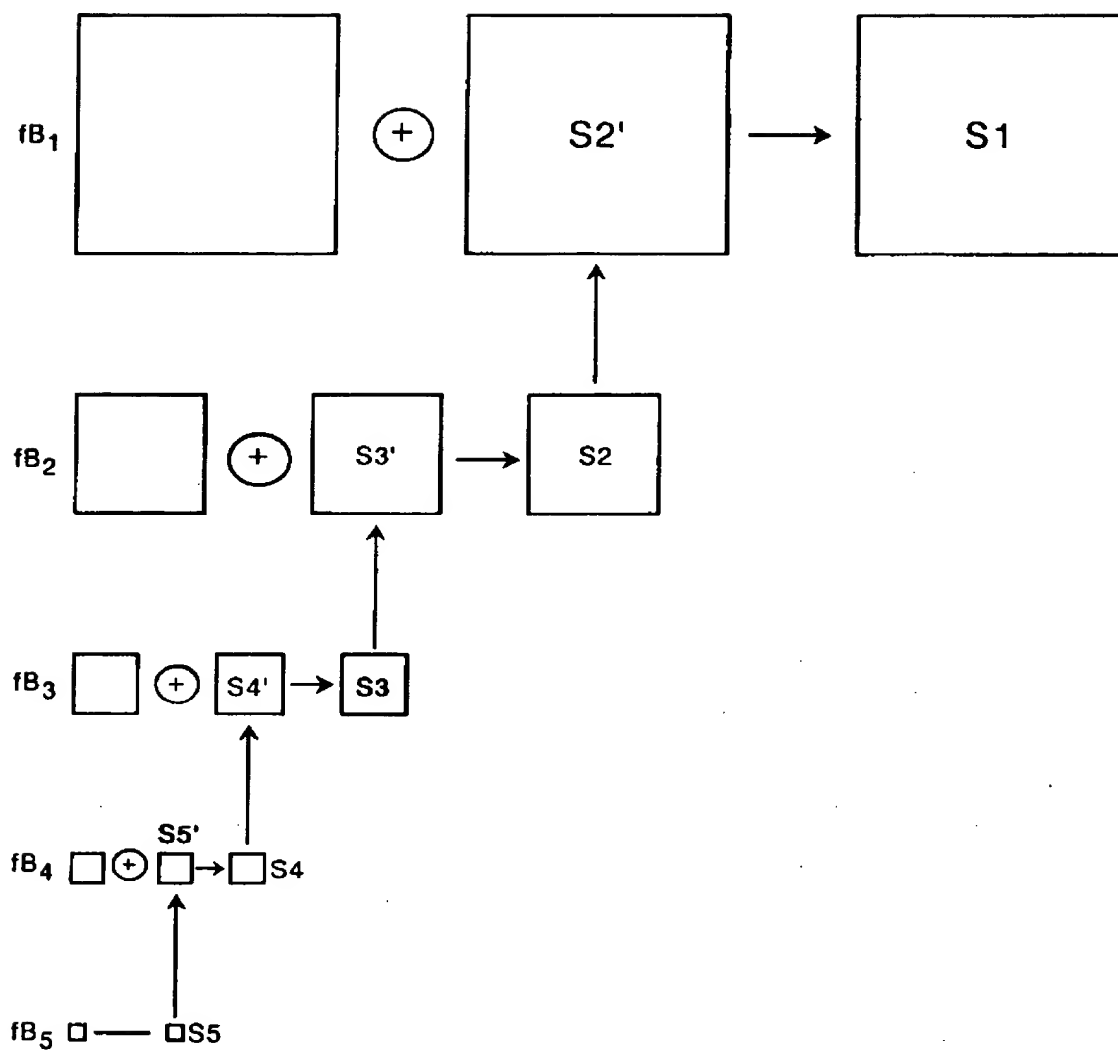 fB1 + S2' S1
fB2 + S3' S2
fB3 + S4' S3
S5'
fB4 + S4
fB5 S5